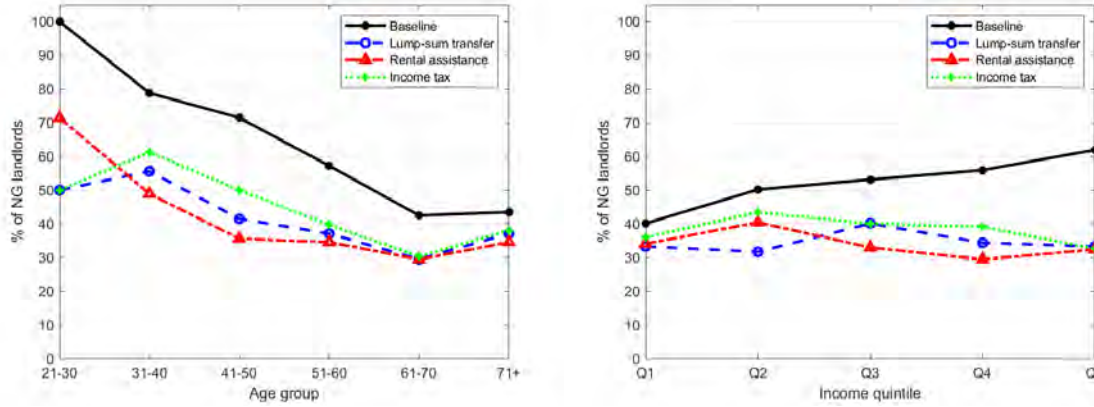 100
90
80
70
60
50
40
30
20
10
0
% of NG landlords
Baseline
Lump-sum transfer
Rental assistance
Income tax
21-30 31-40 41-50 51-60 61-70 71+
Age group
100
90
80
70
60
50
40
30
20
10
0
% of NG landlords
Baseline
Lump-sum transfer
Rental assistance
Income tax
Q1 Q2 Q3 Q4
Income quintile